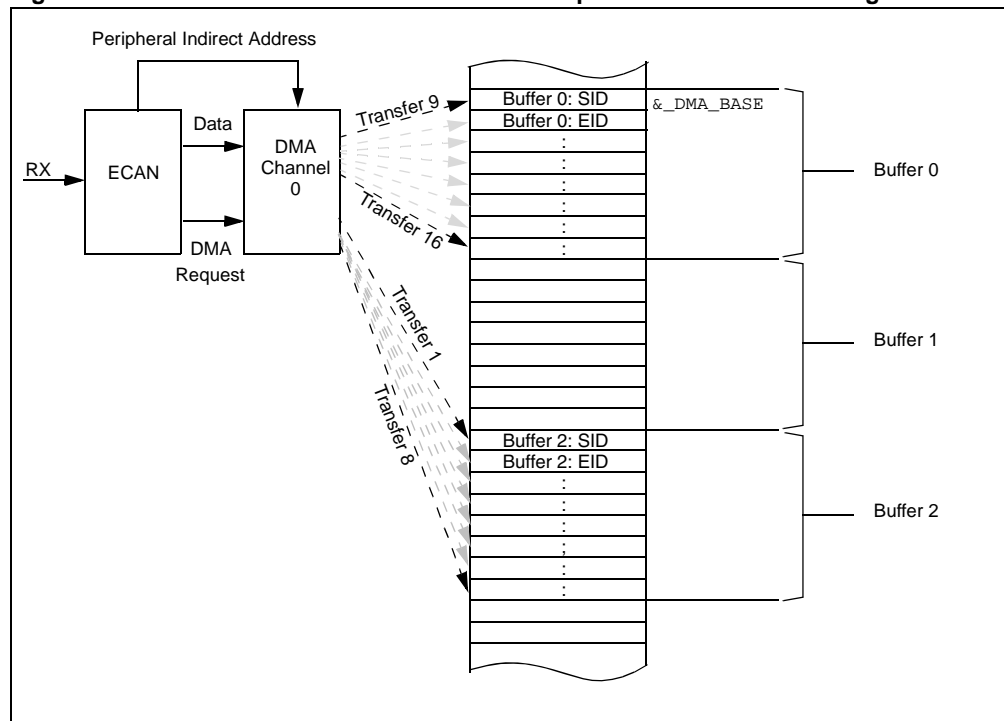 Peripheral Indirect Address
Buffer 0: SID
&_DMA_BASE
Buffer 0: EID
Transfer 9
Data
RX
ECAN
DMA
Channel
0
Buffer 0
Transfer 16
DMA
Request
Transfer 1
Buffer 1
Transfer 8
Buffer 2: SID
Buffer 2: EID
Buffer 2